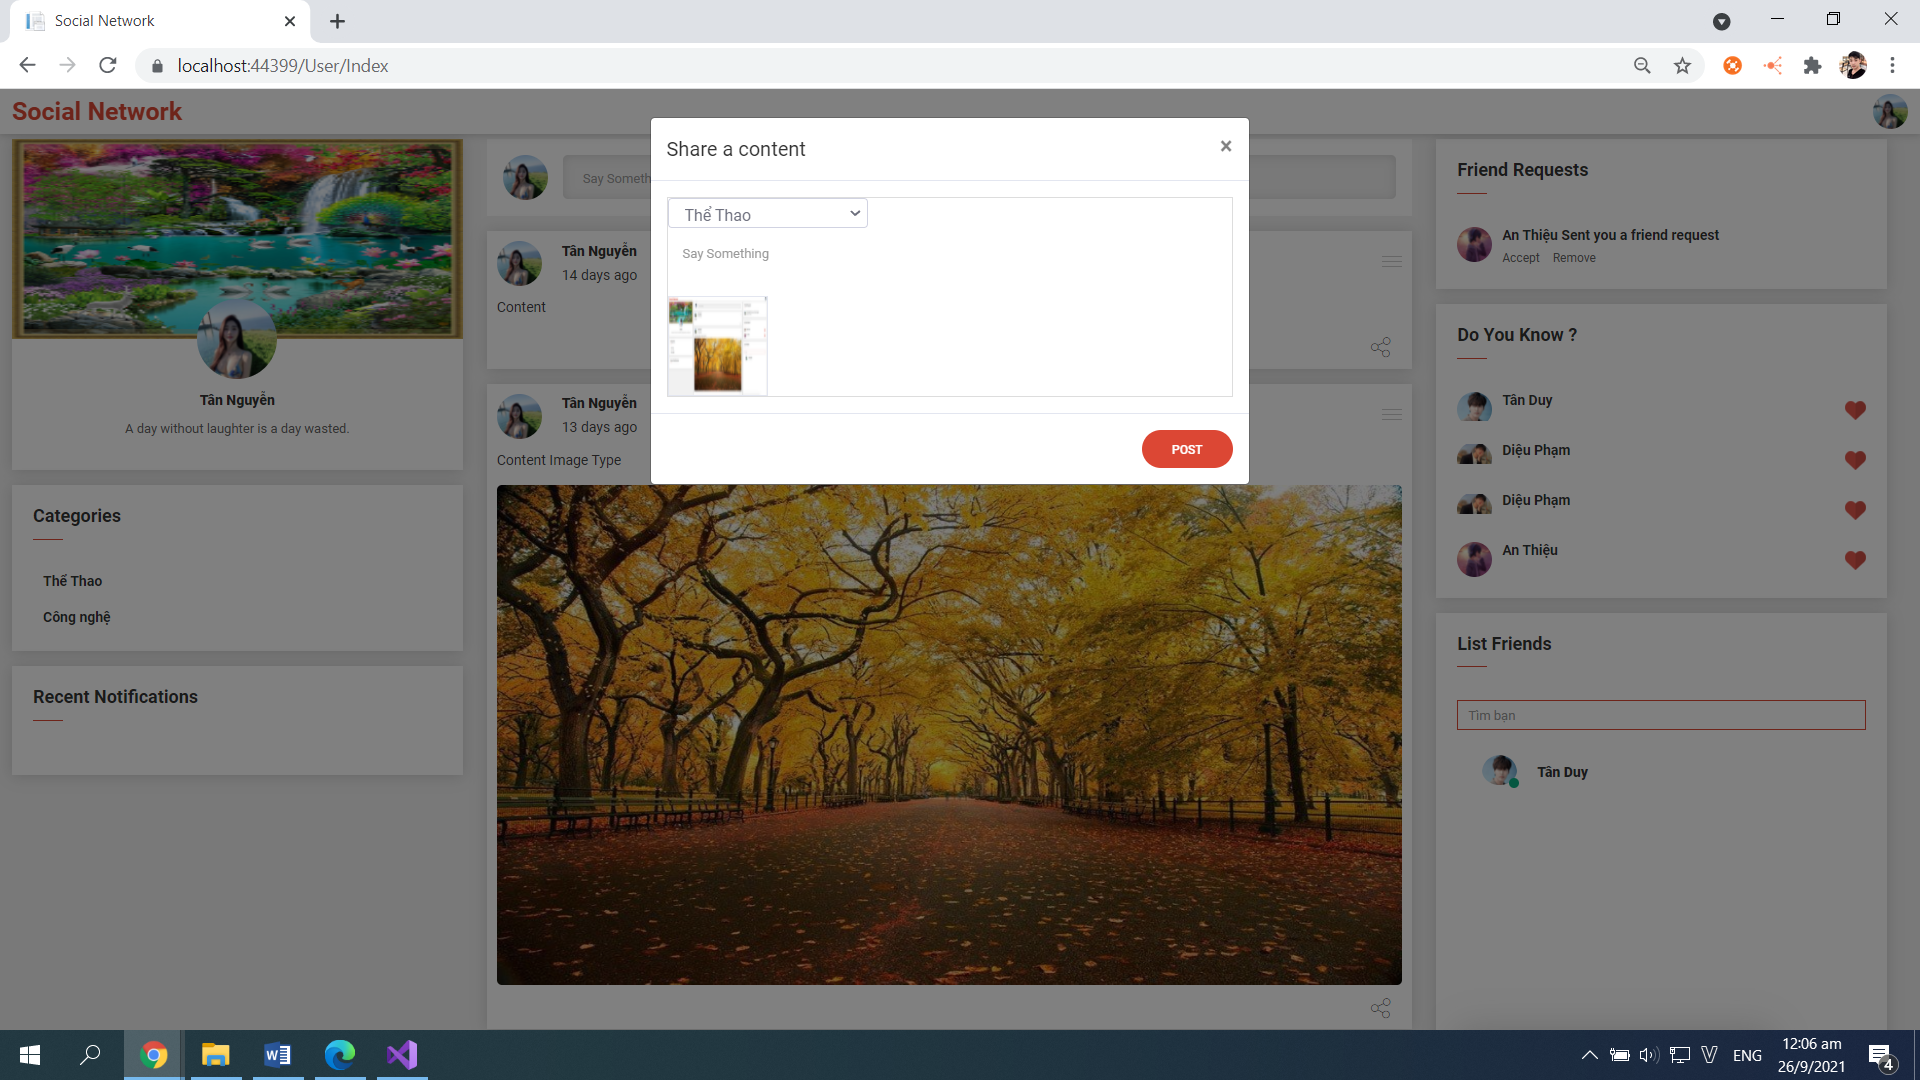 Social Network
localhost:44399/User/Index
Social Network
Tân Nguyễn
A day without laughter is a day wasted.
Categories
Thể Thao
Công nghệ
Recent Notifications
Say Someth
Tân Nguyễn
14 days ago
Content
Tân Nguyễn
13 days ago
Content Image Type
Share a content
×
Thể Thao
Say Something
POST
Friend Requests
An Thiệu Sent you a friend request
Accept Remove
Do You Know ?
Tân Duy
Diệu Phạm
Diệu Phạm
An Thiệu
List Friends
Tìm bạn
Tân Duy
ENG
12:06 am
26/9/2021
4